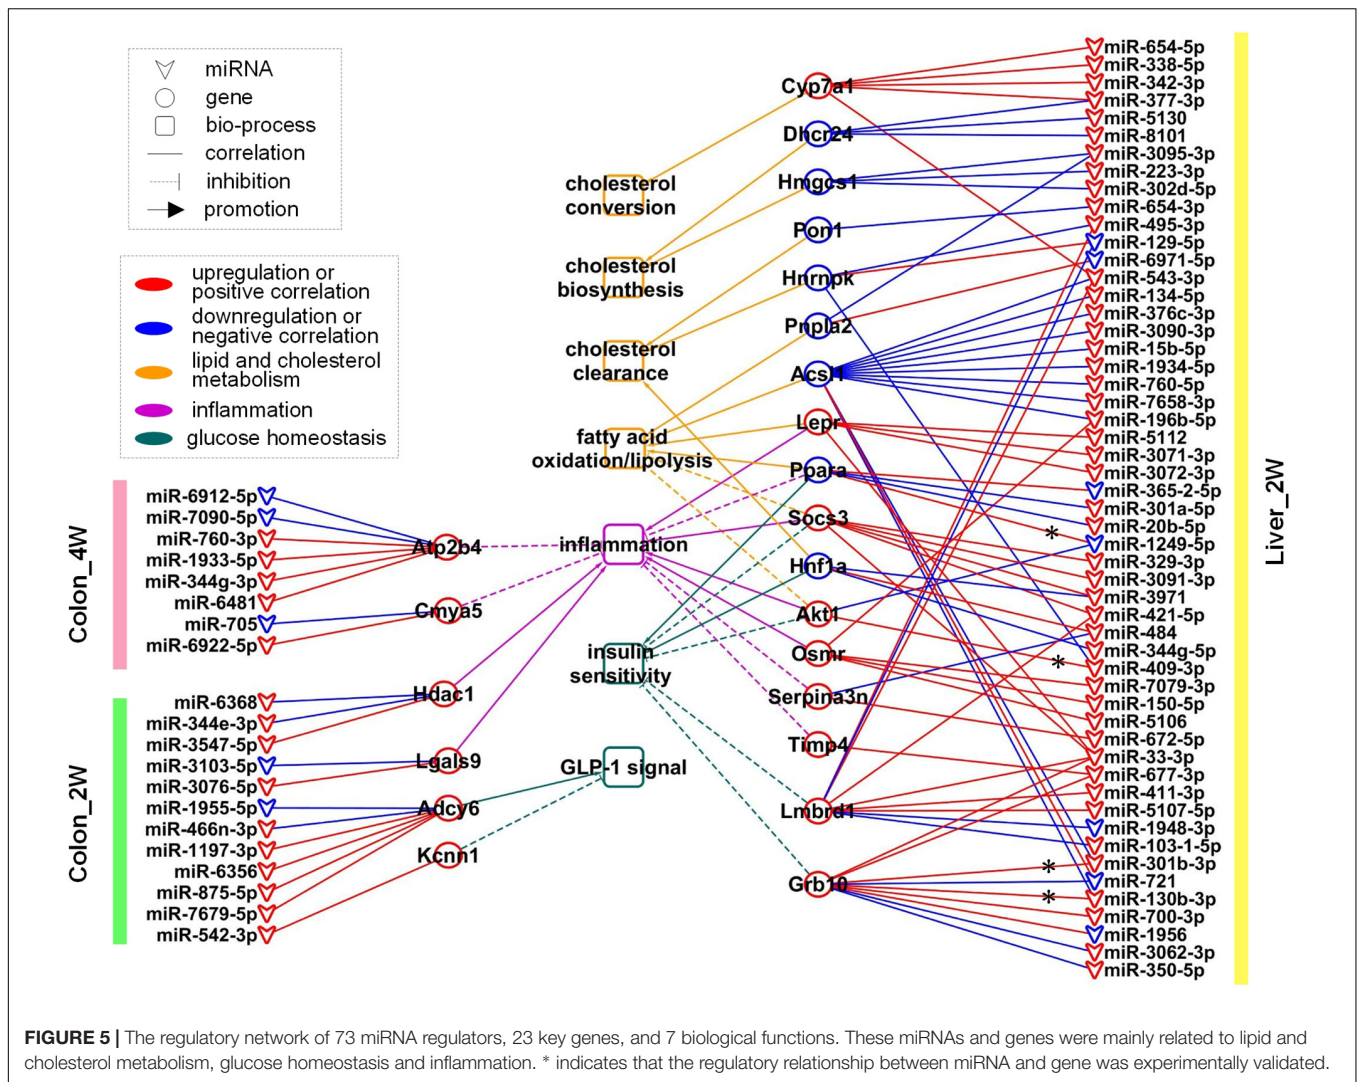 miRNA
gene
bio-process
correlation
inhibition
promotion
upregulation or
positive correlation
downregulation or
negative correlation
lipid and cholesterol
metabolism
inflammation
glucose homeostasis
Colon_4W
miR-6912-5p
miR-7090-5p
miR-760-3p
miR-1933-5p
miR-344g-3p
miR-6481
miR-705
miR-6922-5p
Colon_2W
miR-6368
miR-344e-3p
miR-3547-5p
miR-3103-5p
miR-3076-5p
miR-1955-5p
miR-466n-3p
miR-1197-3p
miR-6356
miR-875-5p
miR-7679-5p
miR-542-3p
Atp2b4
Cmya5
Hdac1
Lgals9
Adcy6
Kcnn1
cholesterol
conversion
cholesterol
biosynthesis
cholesterol
clearance
fatty acid
oxidation/lipolysis
inflammation
insulin
sensitivity
GLP-1 signal
Cyp7a1
Dhcr24
Hmgcs1
Pon1
Hnrnpk
Pnpla2
Acsl1
Lepr
Ppara
Socs3
Hnf1a
Akt1
Osmr
Serpina3n
Timp4
Lmbrd1
Grb10
*
*
*
*
miR-654-5p
miR-338-5p
miR-342-3p
miR-377-3p
miR-5130
miR-8101
miR-3095-3p
miR-223-3p
miR-302d-5p
miR-654-3p
miR-495-3p
miR-129-5p
miR-6971-5p
miR-543-3p
miR-134-5p
miR-376c-3p
miR-3090-3p
miR-15b-5p
miR-1934-5p
miR-760-5p
miR-7658-3p
miR-196b-5p
miR-5112
miR-3071-3p
miR-3072-3p
miR-365-2-5p
miR-301a-5p
miR-20b-5p
miR-1249-5p
miR-329-3p
miR-3091-3p
miR-3971
miR-421-5p
miR-484
miR-344g-5p
miR-409-3p
miR-7079-3p
miR-150-5p
miR-5106
miR-672-5p
miR-33-3p
miR-677-3p
miR-411-3p
miR-5107-5p
miR-1948-3p
miR-103-1-5p
miR-301b-3p
miR-721
miR-130b-3p
miR-700-3p
miR-1956
miR-3062-3p
miR-350-5p
Liver_2W
FIGURE 5 | The regulatory network of 73 miRNA regulators, 23 key genes, and 7 biological functions. These miRNAs and genes were mainly related to lipid and
cholesterol metabolism, glucose homeostasis and inflammation. * indicates that the regulatory relationship between miRNA and gene was experimentally validated.